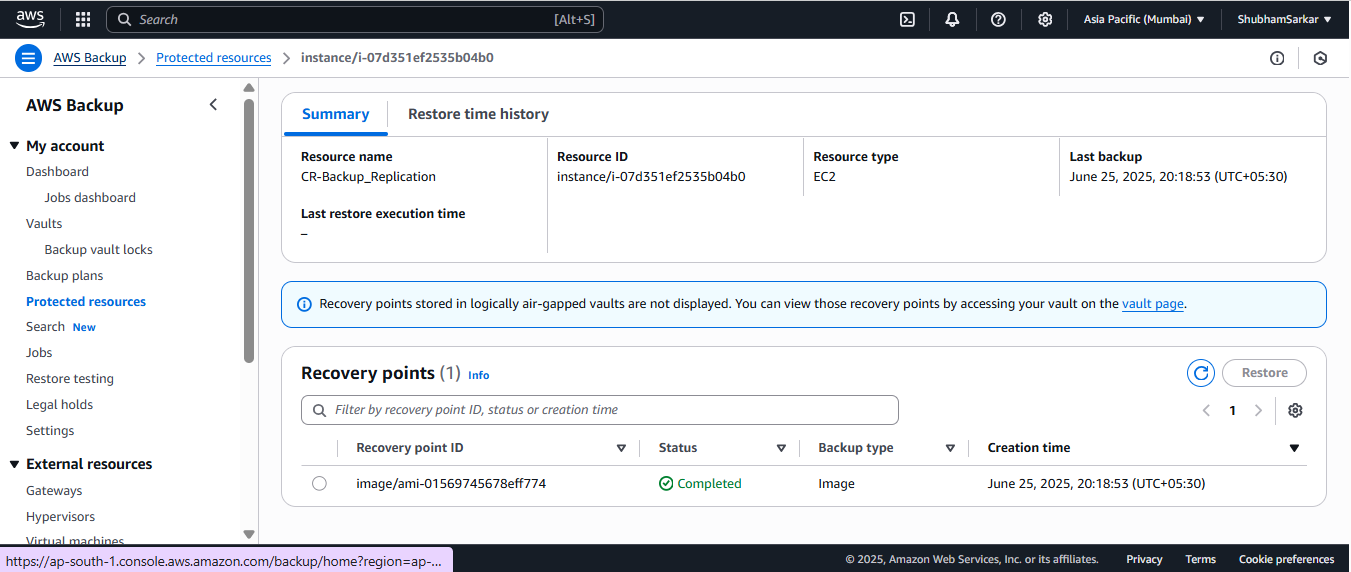 aws
Search [Alt+S] Asia Pacific (Mumbai) ShubhamSarkar
AWS Backup Protected resources instance/i-07d351ef2535b04b0
AWS Backup
My account
Dashboard
Jobs dashboard
Vaults
Backup vault locks
Backup plans
Protected resources
Search New
Jobs
Restore testing
Legal holds
Settings
External resources
Gateways
Hypervisors
Virtual machines
Summary Restore time history
Resource name Resource ID Resource type Last backup
CR-Backup_Replication instance/i-07d351ef2535b04b0 EC2 June 25, 2025, 20:18:53 (UTC+05:30)
Last restore execution time
–
Recovery points stored in logically air-gapped vaults are not displayed. You can view those recovery points by accessing your vault on the vault page.
Recovery points (1) Info Restore
Filter by recovery point ID, status or creation time 1
Recovery point ID Status Backup type Creation time
image/ami-01569745678eff774 Completed Image June 25, 2025, 20:18:53 (UTC+05:30)
https://ap-south-1.console.aws.amazon.com/backup/home?region=ap-... © 2025, Amazon Web Services, Inc. or its affiliates. Privacy Terms Cookie preferences